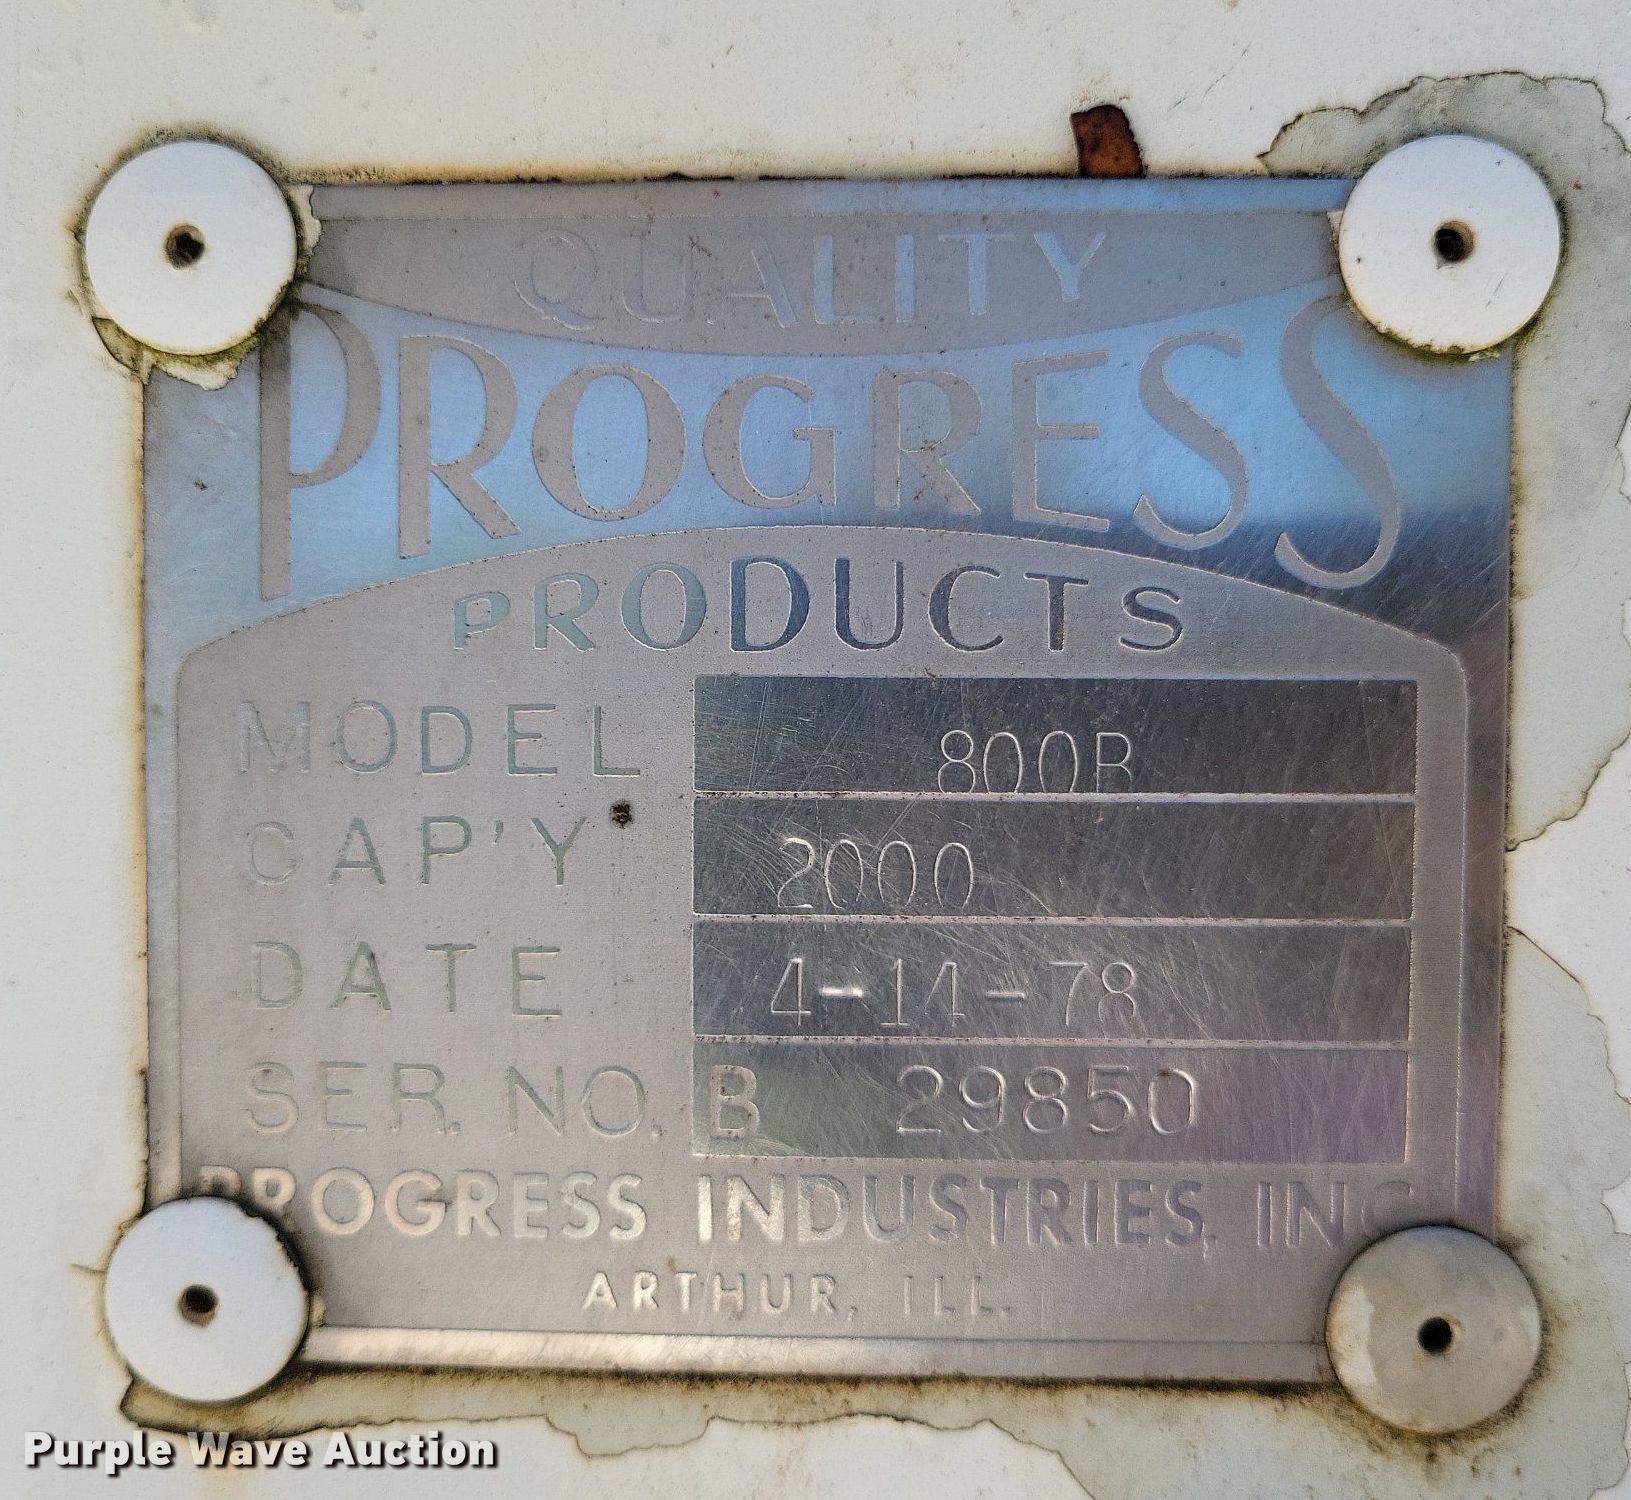 QUALITY
PROGRESS
PRODUCTS
MODEL 800B
CAP'Y 2000
DATE 4-14-78
SER. NO. B 29850
PROGRESS INDUSTRIES, INC
ARTHUR, ILL.
Purple Wave Auction